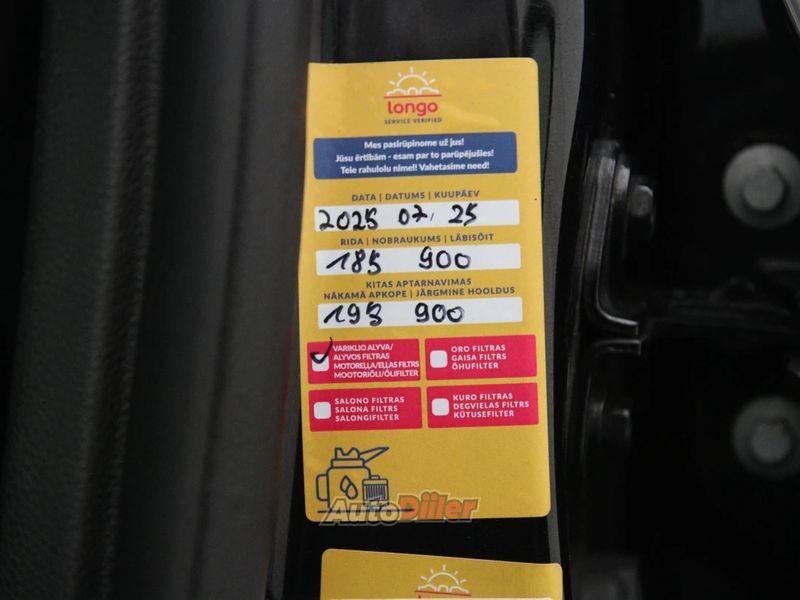 longo
SERVICE VERIFIED
Mes pasirūpinome už jus!
Jūsu ērtībām - esam par to parūpējušies!
Teie rahulolu nimel! Vahetasime need!
DATA | DATUMS | KUUPÄEV
2025 07. 25
RIDA | NOBRAUKUMS | LÄBISÕIT
185 900
KITAS APTARNAVIMAS
NĀKAMĀ APKOPE | JÄRGMINE HOOLDUS
195 900
VARIKLIO ALYVA/
ALYVOS FILTRAS
MOTOREĻĻA/EĻĻAS FILTRS
MOOTORIÕLI/ÕLIFILTER
ORO FILTRAS
GAISA FILTRS
ÕHUFILTER
SALONO FILTRAS
SALONA FILTRS
SALONGIFILTER
KURO FILTRAS
DEGVIELAS FILTRS
KÜTUSEFILTER
AutoDiiler
longo